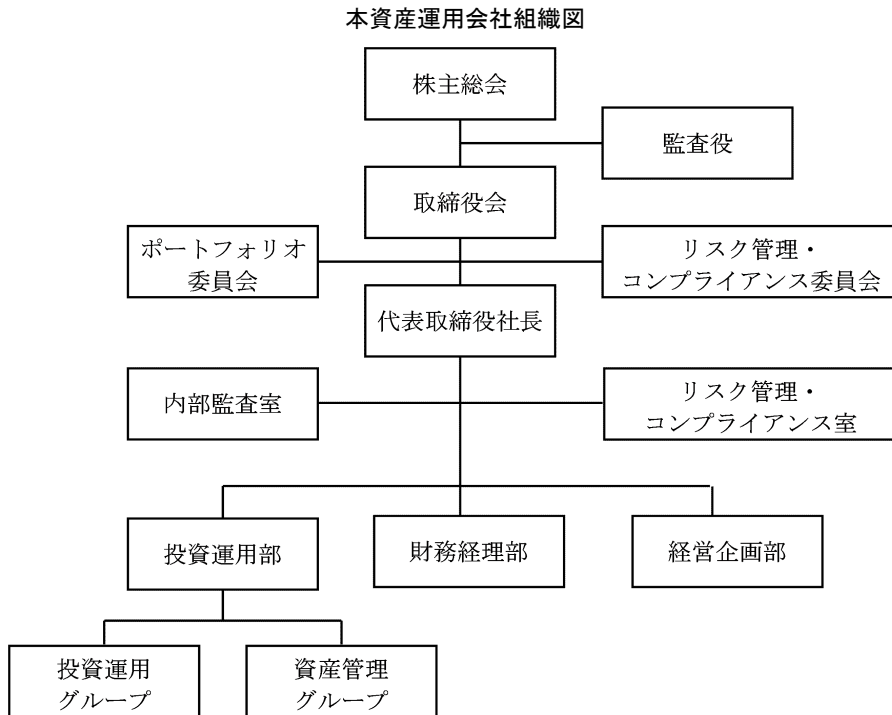 本資産運用会社組織図
株主総会
監査役
取締役会
ポートフォリオ
委員会
リスク管理・
コンプライアンス委員会
代表取締役社長
内部監査室
リスク管理・
コンプライアンス室
投資運用部
財務経理部
経営企画部
投資運用
グループ
資産管理
グループ